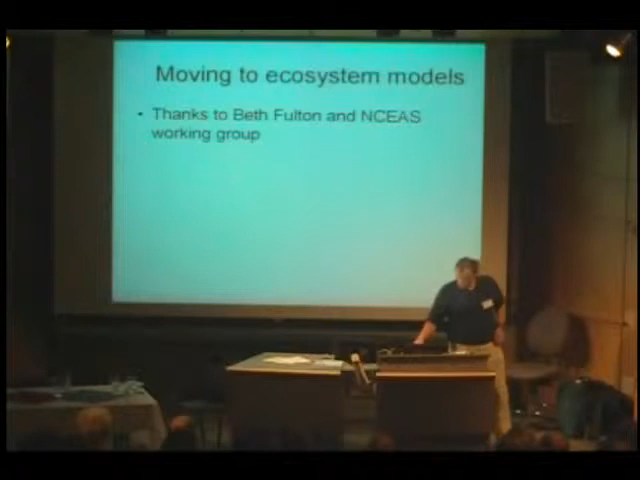 Moving to ecosystem models
• Thanks to Beth Fulton and NCEAS
working group